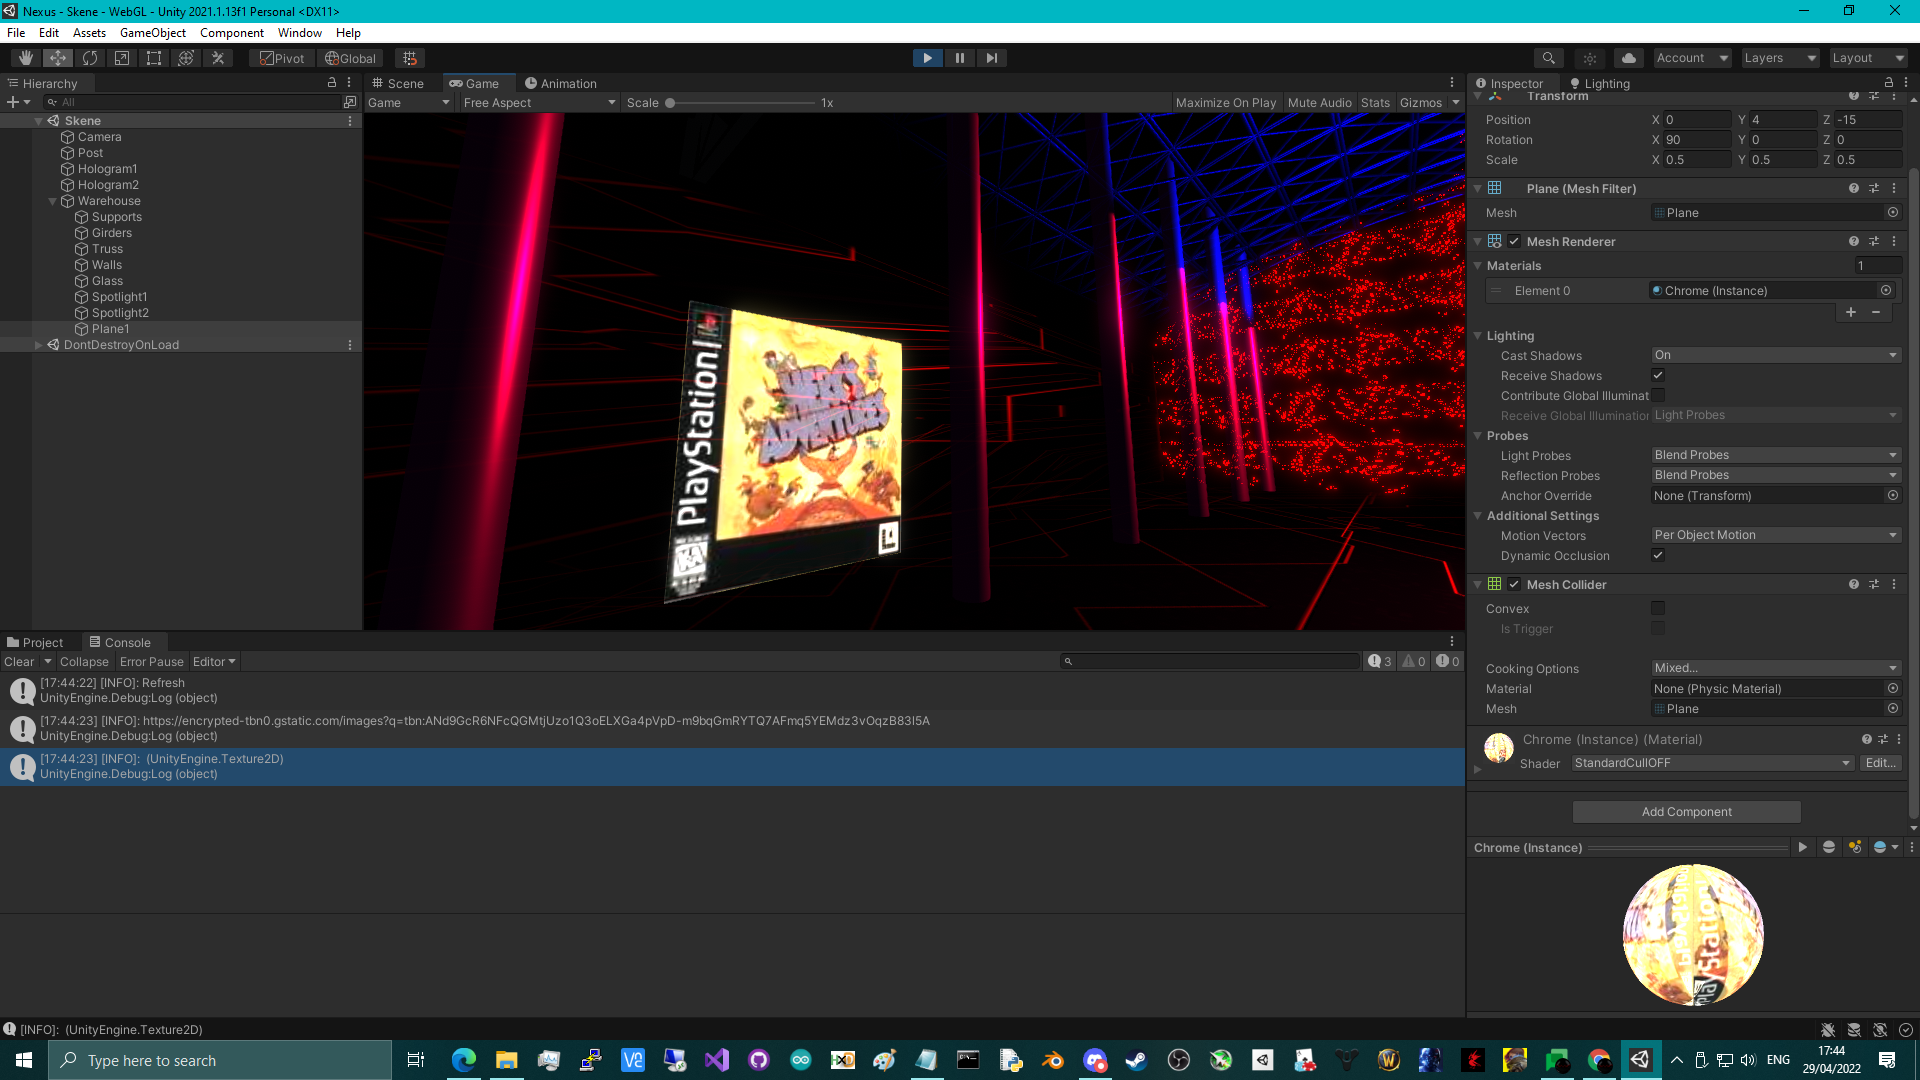 Nexus - Skene - WebGL - Unity 2021.1.13f1 Personal <DX11>
File Edit Assets GameObject Component Window Help
Pivot Global
Account Layers Layout
Hierarchy
All
Skene
Camera
Post
Hologram1
Hologram2
Warehouse
Supports
Girders
Truss
Walls
Glass
Spotlight1
Spotlight2
Plane1
DontDestroyOnLoad
Scene Game Animation
Game Free Aspect Scale 1x Maximize On Play Mute Audio Stats Gizmos
PlayStation
HERC'S
ADVENTURES
K-A
Inspector Lighting
Transform
Position X 0 Y 4 Z -15
Rotation X 90 Y 0 Z 0
Scale X 0.5 Y 0.5 Z 0.5
Plane (Mesh Filter)
Mesh Plane
Mesh Renderer
Materials 1
Element 0 Chrome (Instance)
Lighting
Cast Shadows On
Receive Shadows
Contribute Global Illuminat
Receive Global Illumination Light Probes
Probes
Light Probes Blend Probes
Reflection Probes Blend Probes
Anchor Override None (Transform)
Additional Settings
Motion Vectors Per Object Motion
Dynamic Occlusion
Mesh Collider
Convex
Is Trigger
Cooking Options Mixed...
Material None (Physic Material)
Mesh Plane
Chrome (Instance) (Material)
Shader StandardCullOFF Edit...
Add Component
Chrome (Instance)
PlayStation
Project Console
Clear Collapse Error Pause Editor 3 0 0
[17:44:22] [INFO]: Refresh
UnityEngine.Debug:Log (object)
[17:44:23] [INFO]: https://encrypted-tbn0.gstatic.com/images?q=tbn:ANd9GcR6NFcQGMtjUzo1Q3oELXGa4pVpD-m9bqGmRYTQ7AFmq5YEMdz3vOqzB83I5A
UnityEngine.Debug:Log (object)
[17:44:23] [INFO]:  (UnityEngine.Texture2D)
UnityEngine.Debug:Log (object)
[INFO]:  (UnityEngine.Texture2D)
Type here to search
ENG
17:44
29/04/2022